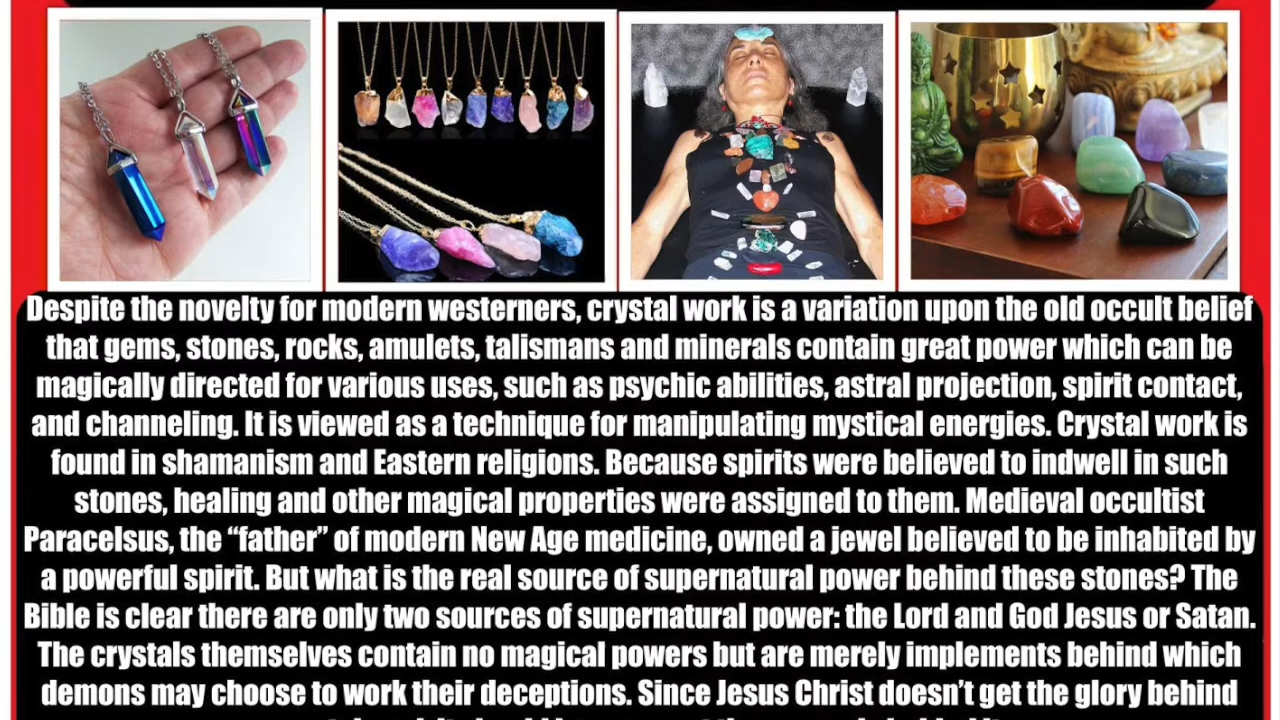 Despite the novelty for modern westerners, crystal work is a variation upon the old occult belief
that gems, stones, rocks, amulets, talismans and minerals contain great power which can be
magically directed for various uses, such as psychic abilities, astral projection, spirit contact,
and channeling. It is viewed as a technique for manipulating mystical energies. Crystal work is
found in shamanism and Eastern religions. Because spirits were believed to indwell in such
stones, healing and other magical properties were assigned to them. Medieval occultist
Paracelsus, the “father” of modern New Age medicine, owned a jewel believed to be inhabited by
a powerful spirit. But what is the real source of supernatural power behind these stones? The
Bible is clear there are only two sources of supernatural power: the Lord and God Jesus or Satan.
The crystals themselves contain no magical powers but are merely implements behind which
demons may choose to work their deceptions. Since Jesus Christ doesn’t get the glory behind